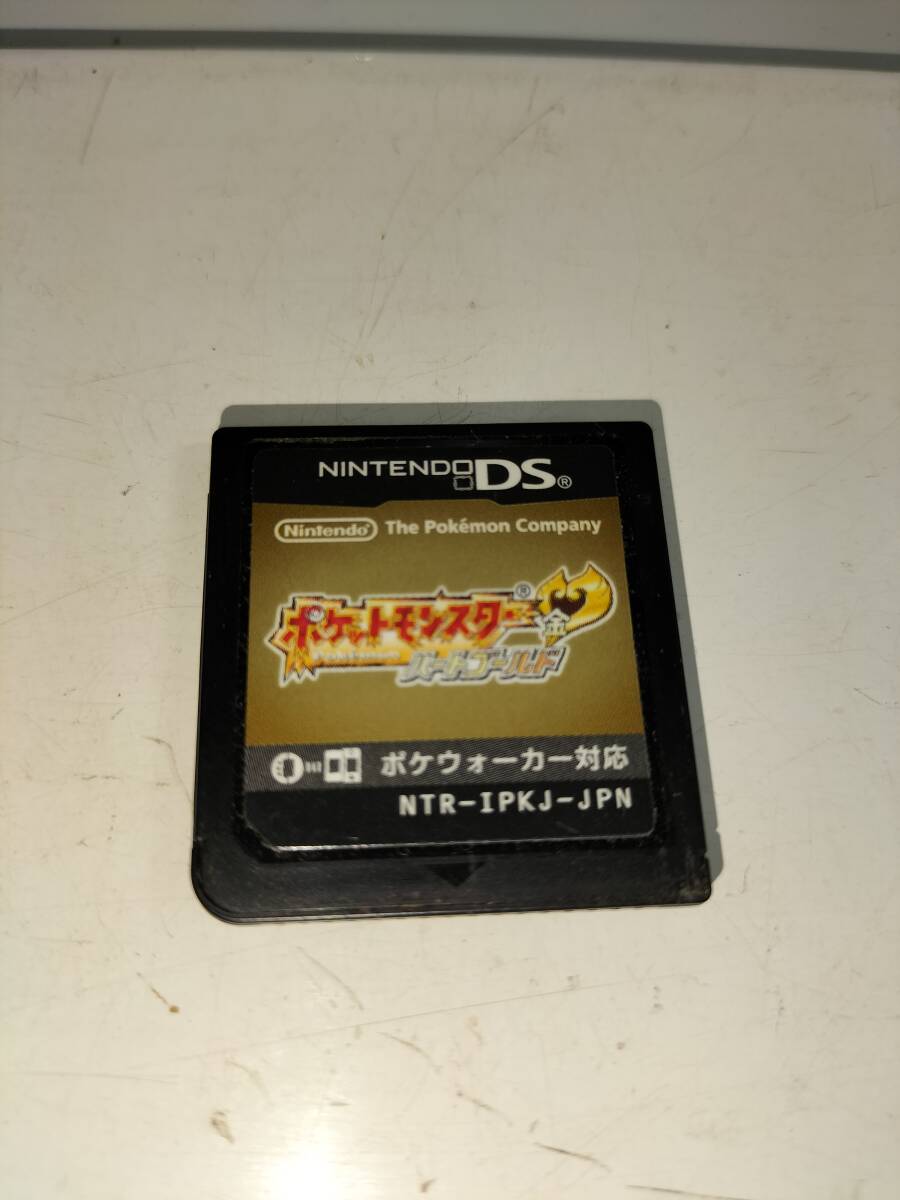 NINTENDO DS®
Nintendo® The Pokémon Company
ポケットモンスター®
金
ハートゴールド
ポケウォーカー対応
NTR-IPKJ-JPN